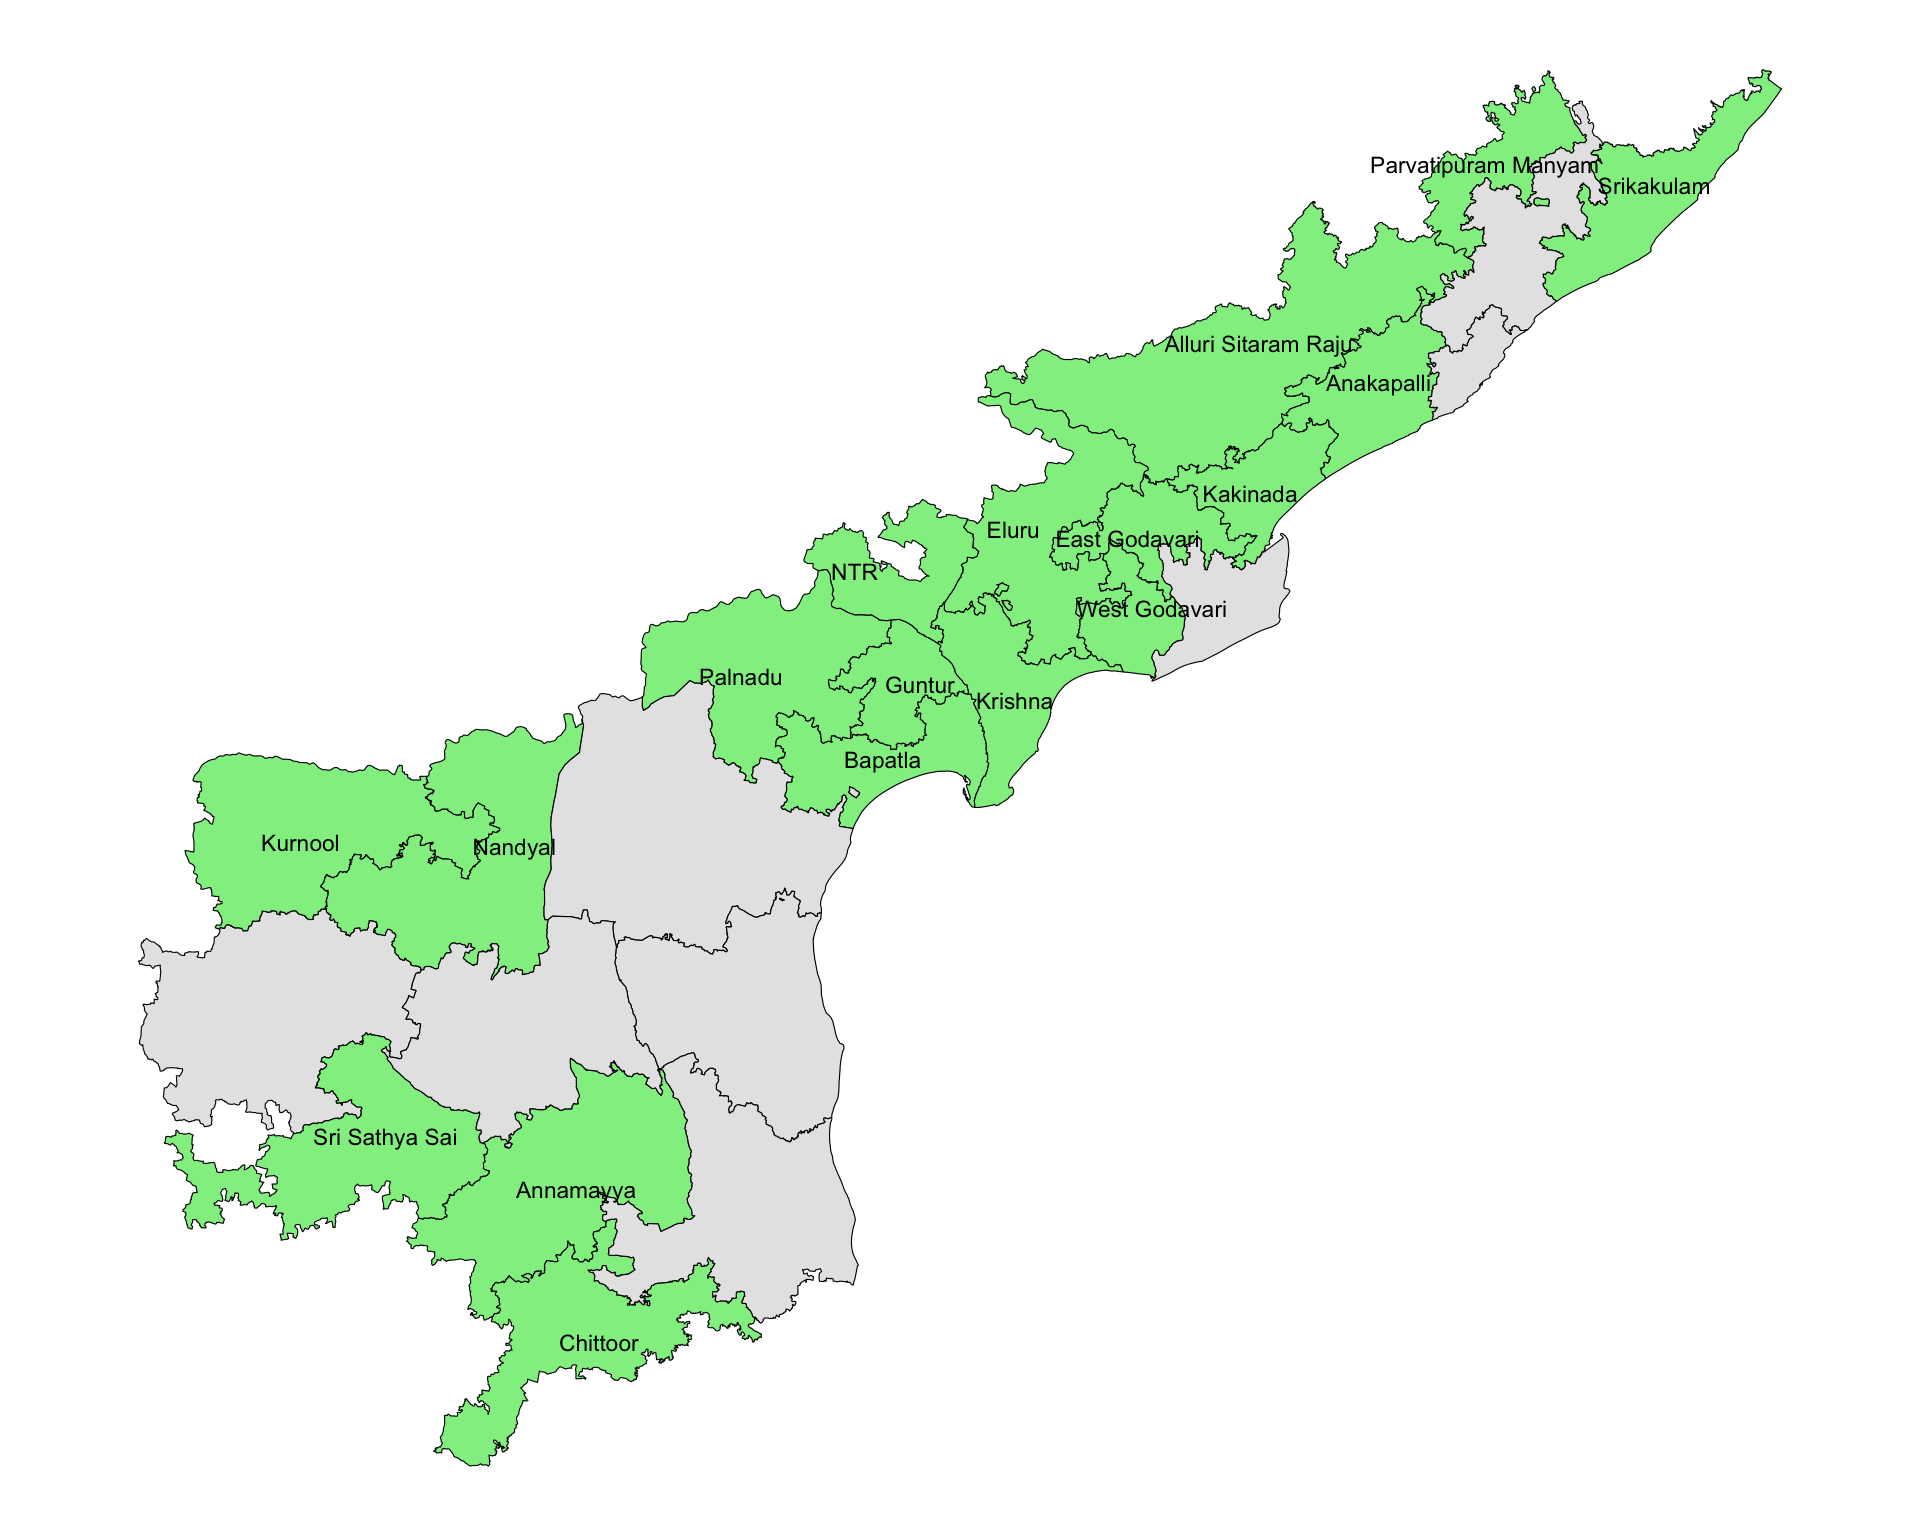 Parvatipuram Manyam
Srikakulam
Alluri Sitaram Raju
Anakapalli
Kakinada
Eluru
East Godavari
NTR
West Godavari
Palnadu
Guntur
Krishna
Bapatla
Kurnool
Nandyal
Sri Sathya Sai
Annamayya
Chittoor